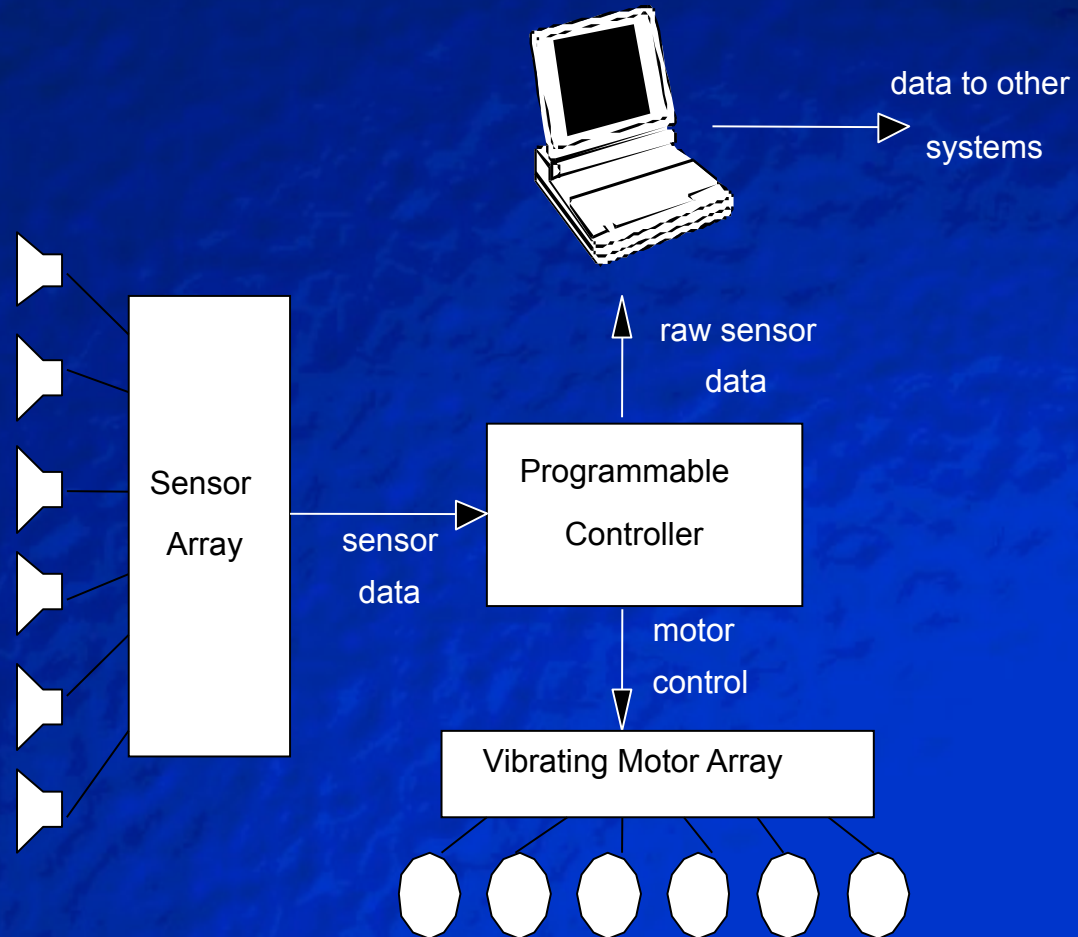 data to other
systems
raw sensor
data
Sensor
Array
sensor
data
Programmable
Controller
motor
control
Vibrating Motor Array